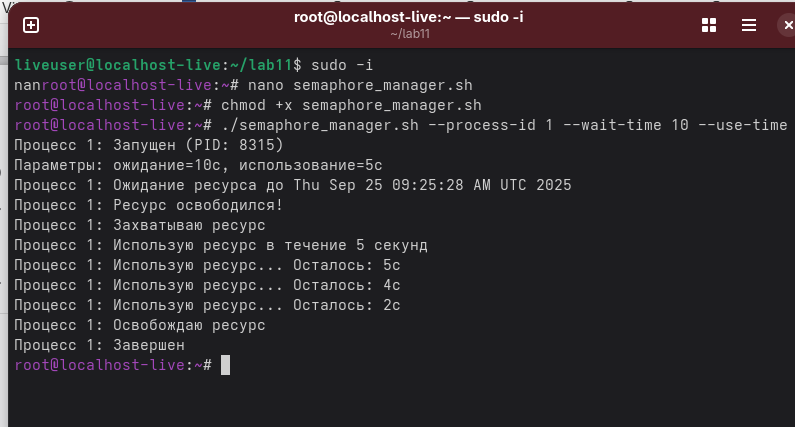 root@localhost-live:~ — sudo -i
~/lab11
liveuser@localhost-live:~/lab11$ sudo -i
nanroot@localhost-live:~# nano semaphore_manager.sh
root@localhost-live:~# chmod +x semaphore_manager.sh
root@localhost-live:~# ./semaphore_manager.sh --process-id 1 --wait-time 10 --use-time
Процесс 1: Запущен (PID: 8315)
Параметры: ожидание=10с, использование=5с
Процесс 1: Ожидание ресурса до Thu Sep 25 09:25:28 AM UTC 2025
Процесс 1: Ресурс освободился!
Процесс 1: Захватываю ресурс
Процесс 1: Использую ресурс в течение 5 секунд
Процесс 1: Использую ресурс... Осталось: 5с
Процесс 1: Использую ресурс... Осталось: 4с
Процесс 1: Использую ресурс... Осталось: 2с
Процесс 1: Освобождаю ресурс
Процесс 1: Завершен
root@localhost-live:~#